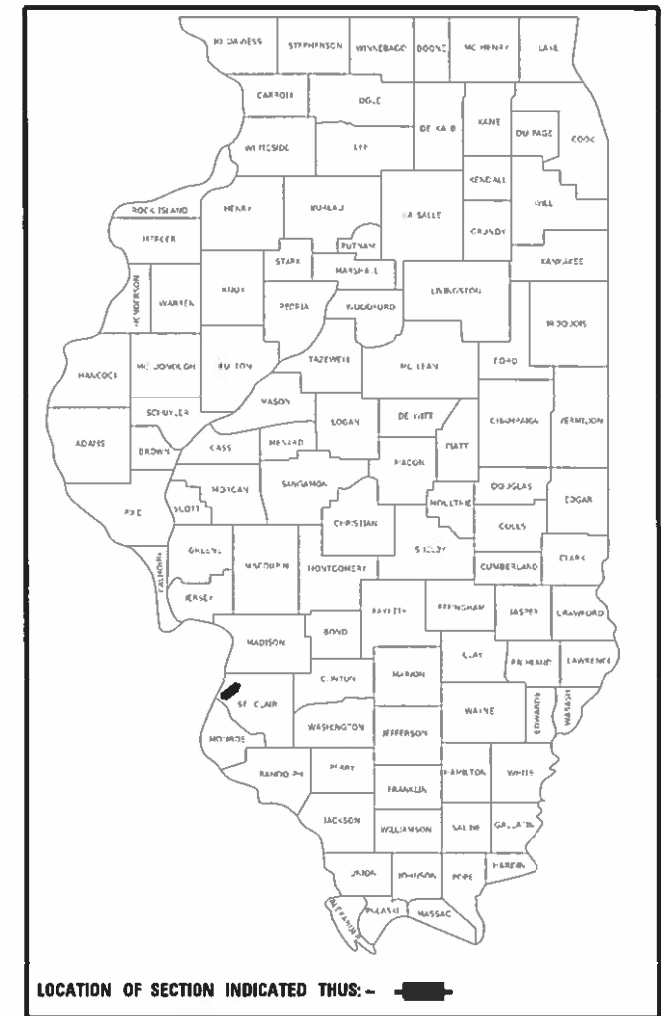 JO DAVIESS STEPHENSON WINNEBAGO BOONE MC HENRY LAKE
CARROLL OGLE
DE KALB KANE DU PAGE COOK
WHITESIDE LEE
KENDALL
ROCK ISLAND HENRY BUREAU LA SALLE WILL
GRUNDY
MERCER PUTNAM
STARK MARSHALL KANKAKEE
HENDERSON WARREN KNOX PEORIA WOODFORD LIVINGSTON
IROQUOIS
HANCOCK MC DONOUGH FULTON TAZEWELL MC LEAN FORD
MASON
SCHUYLER LOGAN DE WITT CHAMPAIGN VERMILION
ADAMS BROWN CASS MENARD PIATT
MACON
PIKE SCOTT MORGAN SANGAMON MOULTRIE DOUGLAS EDGAR
CHRISTIAN COLES
CALHOUN GREENE MACOUPIN MONTGOMERY SHELBY CUMBERLAND CLARK
JERSEY
FAYETTE EFFINGHAM JASPER CRAWFORD
MADISON BOND
CLAY RICHLAND LAWRENCE
CLINTON MARION
ST. CLAIR WAYNE EDWARDS WABASH
WASHINGTON JEFFERSON
MONROE
RANDOLPH PERRY HAMILTON WHITE
FRANKLIN
JACKSON WILLIAMSON SALINE GALLATIN
UNION JOHNSON POPE HARDIN
ALEXANDER PULASKI MASSAC
LOCATION OF SECTION INDICATED THUS: -